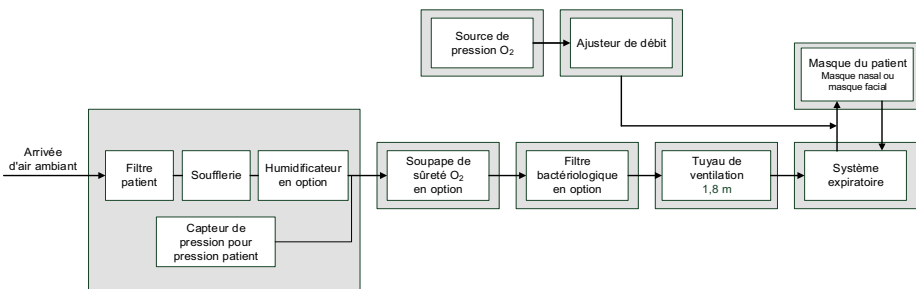 Source de
pression O₂
Ajusteur de débit
Masque du patient
Masque nasal ou
masque facial
Arrivée
d'air ambiant
Filtre
patient
Soufflerie
Humidificateur
en option
Soupape de
sûreté O₂
en option
Filtre
bactériologique
en option
Tuyau de
ventilation
1,8 m
Système
expiratoire
Capteur de
pression pour
pression patient